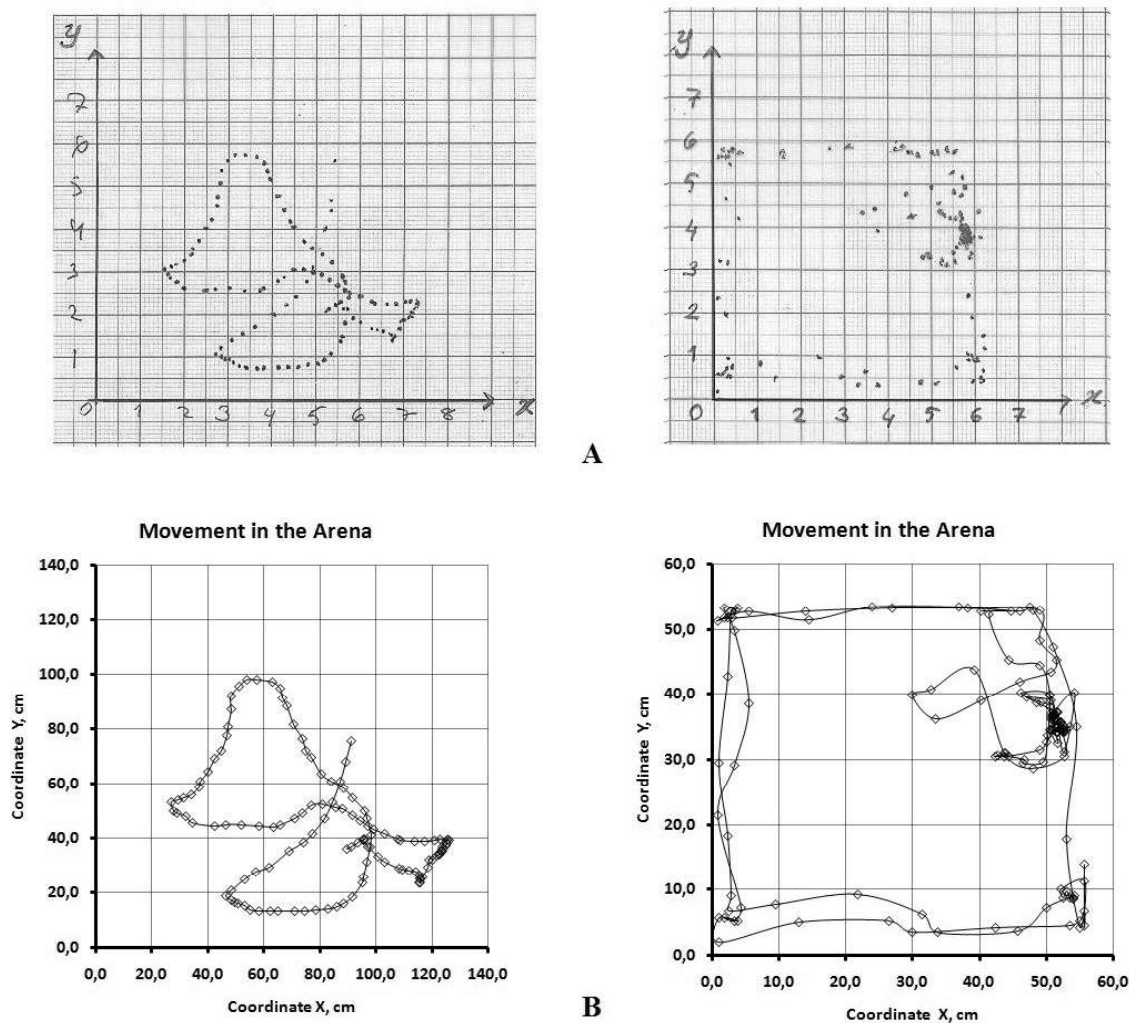 y
7
6
5
4
3
2
1
0 1 2 3 4 5 6 7 8 x
y
7
6
5
4
3
2
1
0 1 2 3 4 5 6 7 x
A
Movement in the Arena
140,0
120,0
100,0
80,0
60,0
40,0
20,0
0,0
0,0 20,0 40,0 60,0 80,0 100,0 120,0 140,0
Coordinate Y, cm
Coordinate X, cm
Movement in the Arena
60,0
50,0
40,0
30,0
20,0
10,0
0,0
0,0 10,0 20,0 30,0 40,0 50,0 60,0
Coordinate Y, cm
Coordinate X, cm
B